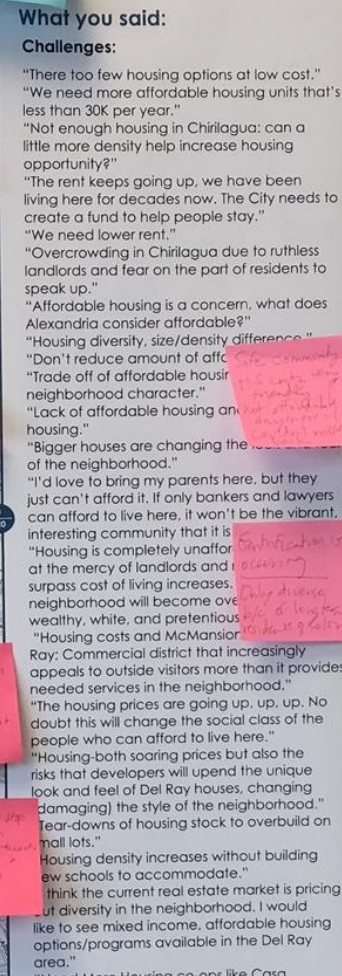 What you said:
Challenges:
"There too few housing options at low cost."
"We need more affordable housing units that's
less than 30K per year."
"Not enough housing in Chirilagua: can a
little more density help increase housing
opportunity?"
"The rent keeps going up, we have been
living here for decades now. The City needs to
create a fund to help people stay."
"We need lower rent."
"Overcrowding in Chirilagua due to ruthless
landlords and fear on the part of residents to
speak up."
"Affordable housing is a concern, what does
Alexandria consider affordable?"
"Housing diversity, size/density difference."
"Don't reduce amount of
"Trade off of affordable
neighborhood character."
"Lack of affordable housing
housing."
"Bigger houses are changing the
of the neighborhood."
"I'd love to bring my parents here, but they
just can't afford it. If only bankers and lawyers
can afford to live here, it won't be the vibrant,
interesting community that it is
"Housing is completely
at the mercy of landlords and
surpass cost of living increases.
neighborhood will become
wealthy, white, and pretentious
"Housing costs and
Ray; Commercial district that increasingly
appeals to outside visitors more than it provides
needed services in the neighborhood."
"The housing prices are going up, up, up. No
doubt this will change the social class of the
people who can afford to live here."
"Housing-both soaring prices but also the
risks that developers will upend the unique
look and feel of Del Ray houses, changing
damaging) the style of the neighborhood."
Tear-downs of housing stock to overbuild on
lots."
Housing density increases without building
schools to accommodate."
think the current real estate market is pricing
diversity in the neighborhood. I would
like to see mixed income, affordable housing
options/programs available in the Del Ray
area."
Safe Community
Gentrification is
occurring
Only diverse